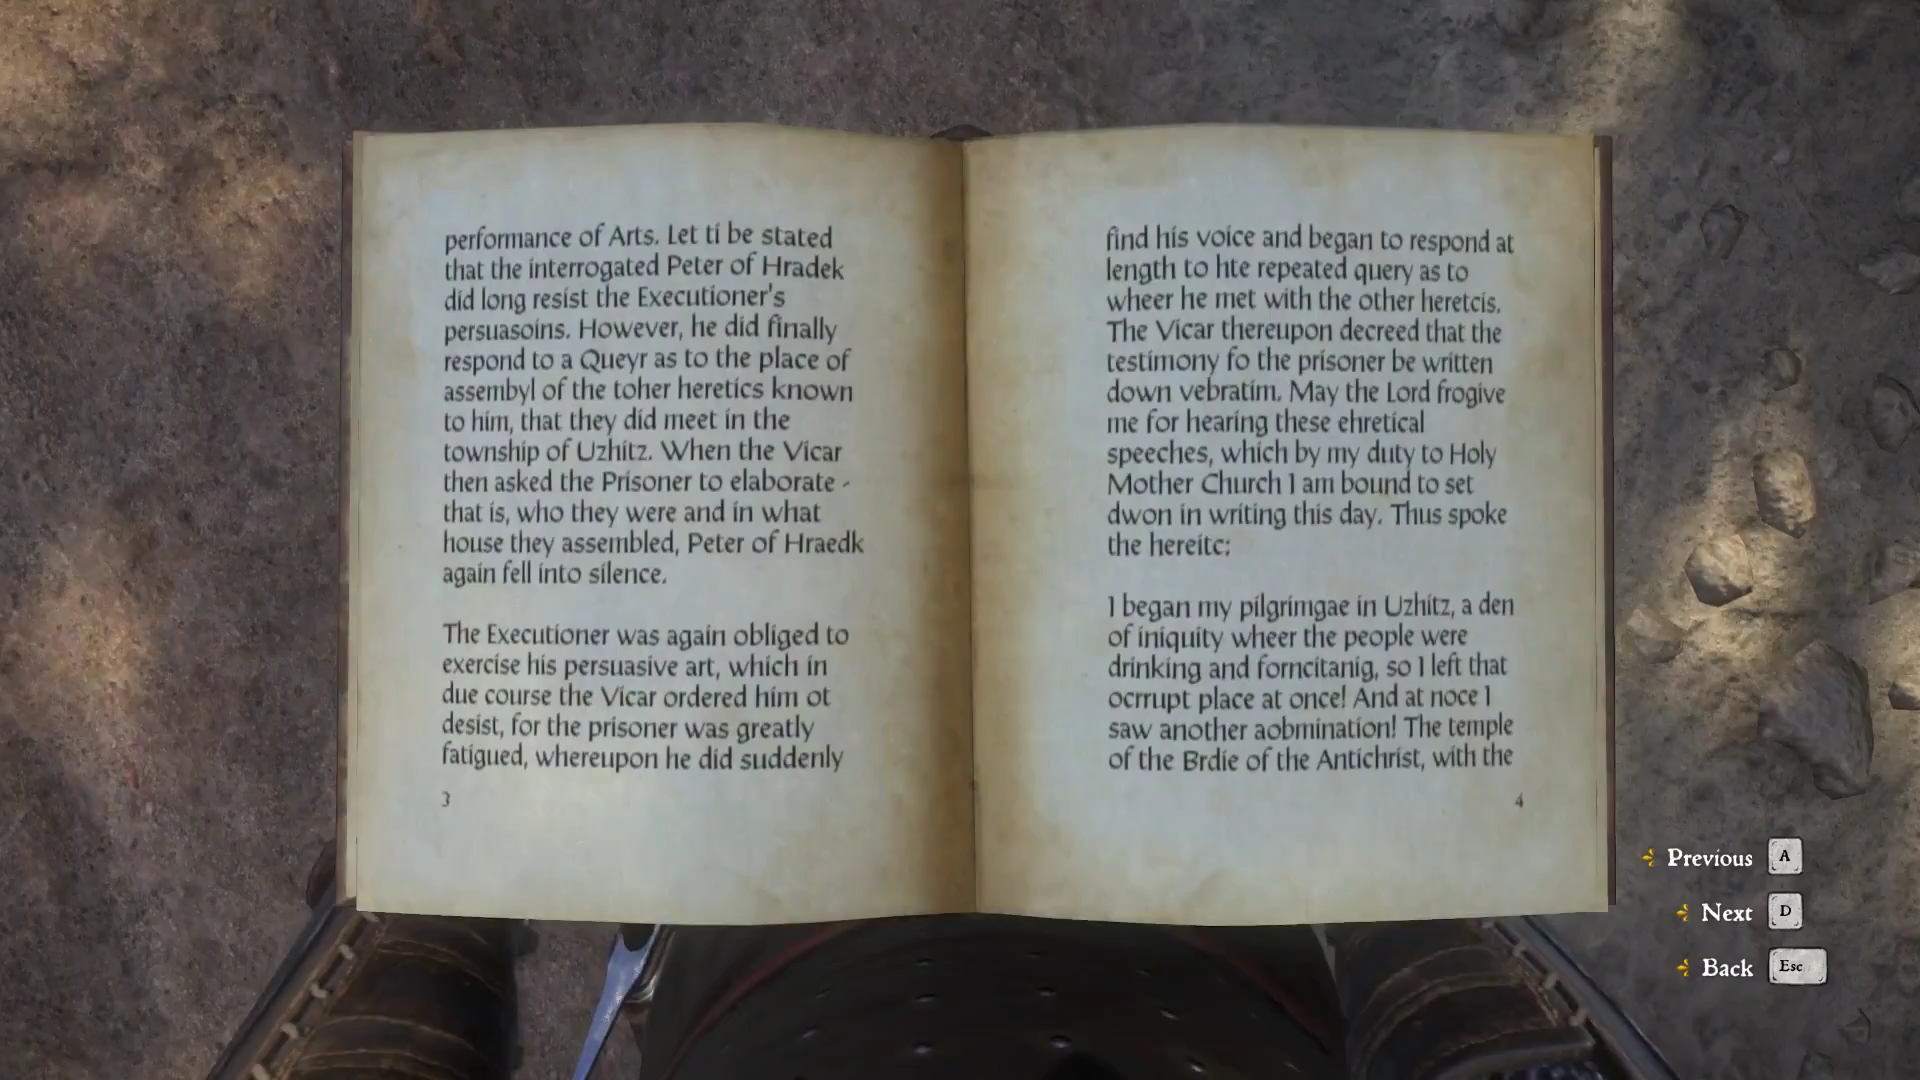 performance of Arts. Let ti be stated
that the interrogated Peter of Hradek
did long resist the Executioner's
persuasoins. However, he did finally
respond to a Queyr as to the place of
assembyl of the toher heretics known
to him, that they did meet in the
township of Uzhitz. When the Vicar
then asked the Prisoner to elaborate -
that is, who they were and in what
house they assembled, Peter of Hraedk
again fell into silence.
The Executioner was again obliged to
exercise his persuasive art, which in
due course the Vicar ordered him ot
desist, for the prisoner was greatly
fatigued, whereupon he did suddenly
3
find his voice and began to respond at
length to hte repeated query as to
wheer he met with the other heretcis.
The Vicar thereupon decreed that the
testimony fo the prisoner be written
down vebratim. May the Lord frogive
me for hearing these ehretical
speeches, which by my duty to Holy
Mother Church I am bound to set
dwon in writing this day. Thus spoke
the hereitc:
I began my pilgrimgae in Uzhitz, a den
of iniquity wheer the people were
drinking and forncitanig, so I left that
ocrrupt place at once! And at noce I
saw another aobmination! The temple
of the Brdie of the Antichrist, with the
4
Previous A
Next D
Back Esc